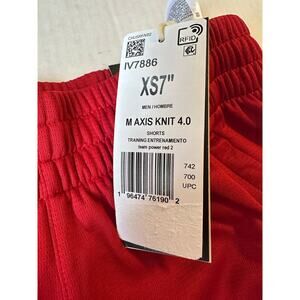 RFID
IV7886
XS7"
MEN / HOMBRE
M AXIS KNIT 4.0
SHORTS
TRAINING/ENTRENAMIENTO
team power red 2
742
700
UPC
1 96474 76190 2